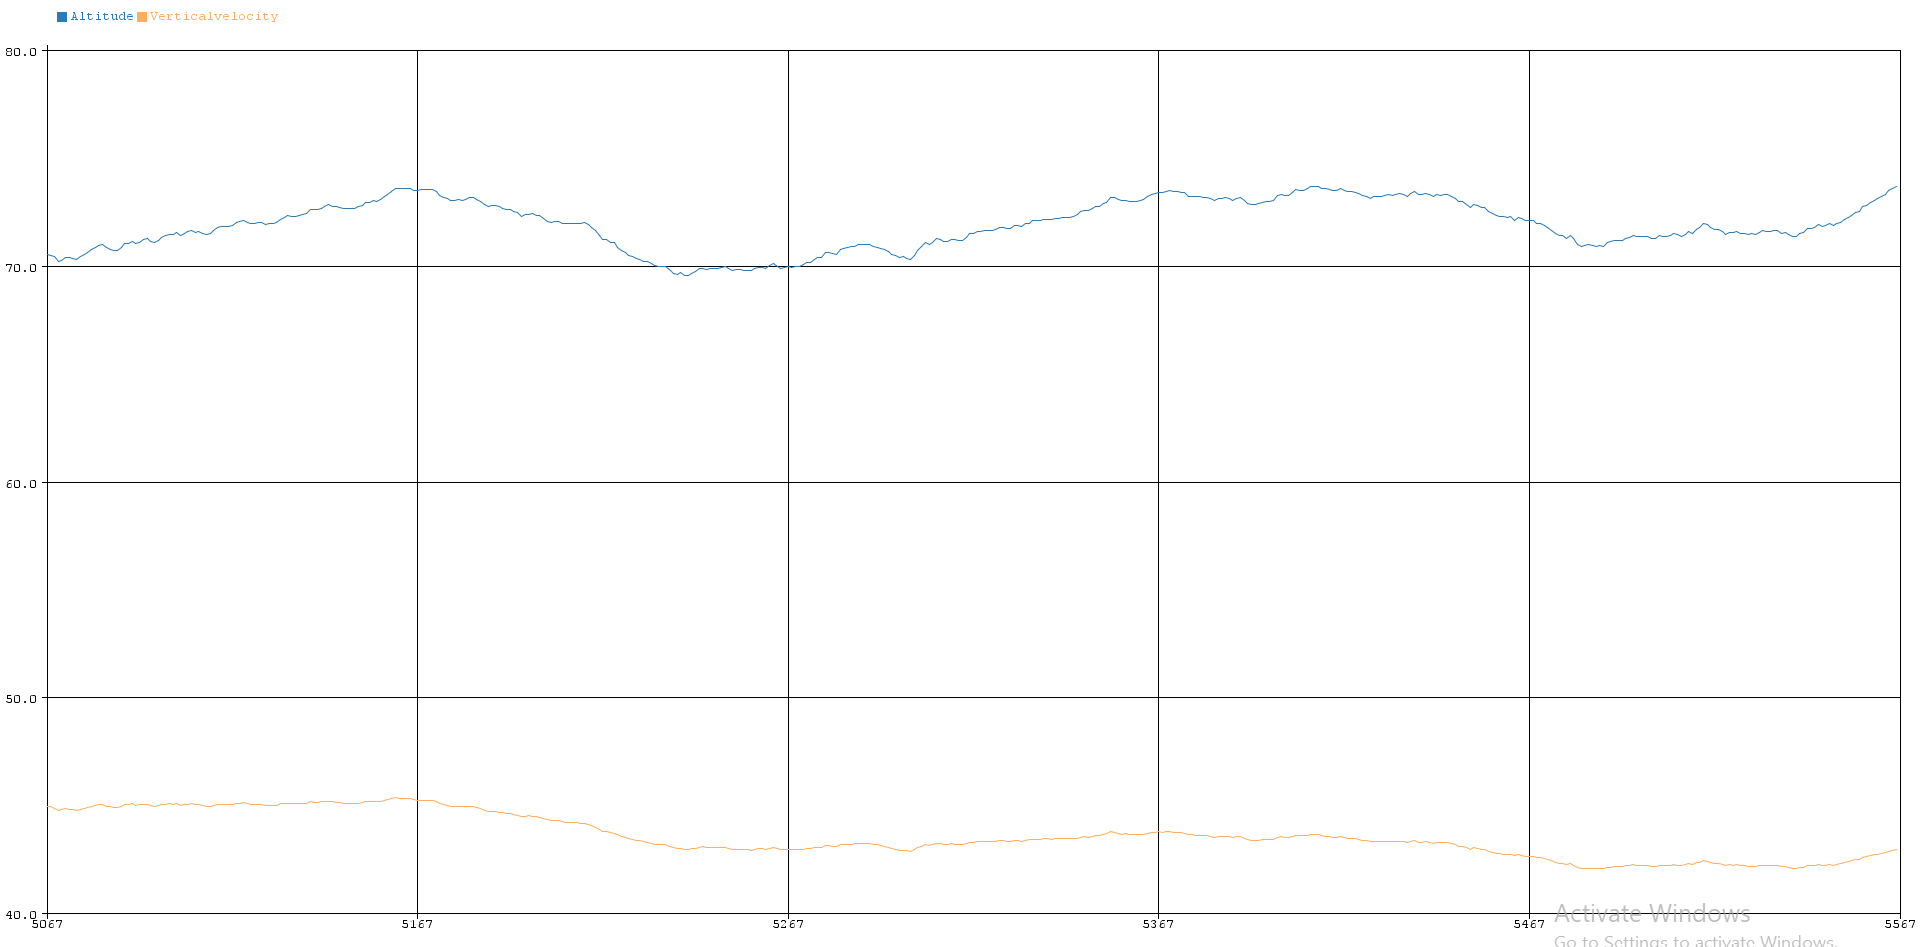 Altitude Verticalvelocity
80.0
70.0
60.0
50.0
40.0
5067 5167 5267 5367 5467 5567
Activate Windows
Go to Settings to activate Windows.